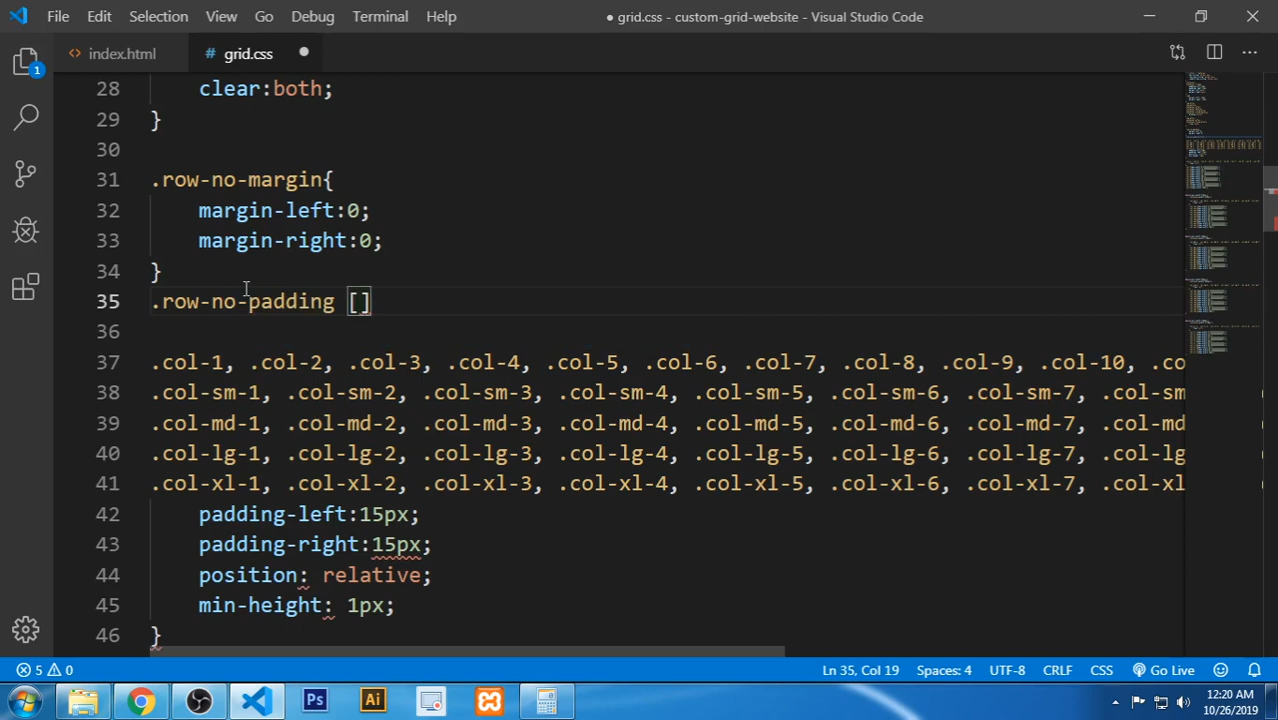 File Edit Selection View Go Debug Terminal Help ● grid.css - custom-grid-website - Visual Studio Code
<> index.html # grid.css ●
1
28 clear:both;
29 }
30
31 .row-no-margin{
32 margin-left:0;
33 margin-right:0;
34 }
35 .row-no-padding []
36
37 .col-1, .col-2, .col-3, .col-4, .col-5, .col-6, .col-7, .col-8, .col-9, .col-10, .co
38 .col-sm-1, .col-sm-2, .col-sm-3, .col-sm-4, .col-sm-5, .col-sm-6, .col-sm-7, .col-sm
39 .col-md-1, .col-md-2, .col-md-3, .col-md-4, .col-md-5, .col-md-6, .col-md-7, .col-md
40 .col-lg-1, .col-lg-2, .col-lg-3, .col-lg-4, .col-lg-5, .col-lg-6, .col-lg-7, .col-lg
41 .col-xl-1, .col-xl-2, .col-xl-3, .col-xl-4, .col-xl-5, .col-xl-6, .col-xl-7, .col-xl
42 padding-left:15px;
43 padding-right:15px;
44 position: relative;
45 min-height: 1px;
46 }
5 0 Ln 35, Col 19 Spaces: 4 UTF-8 CRLF CSS Go Live
Ps Ai 12:20 AM
10/26/2019